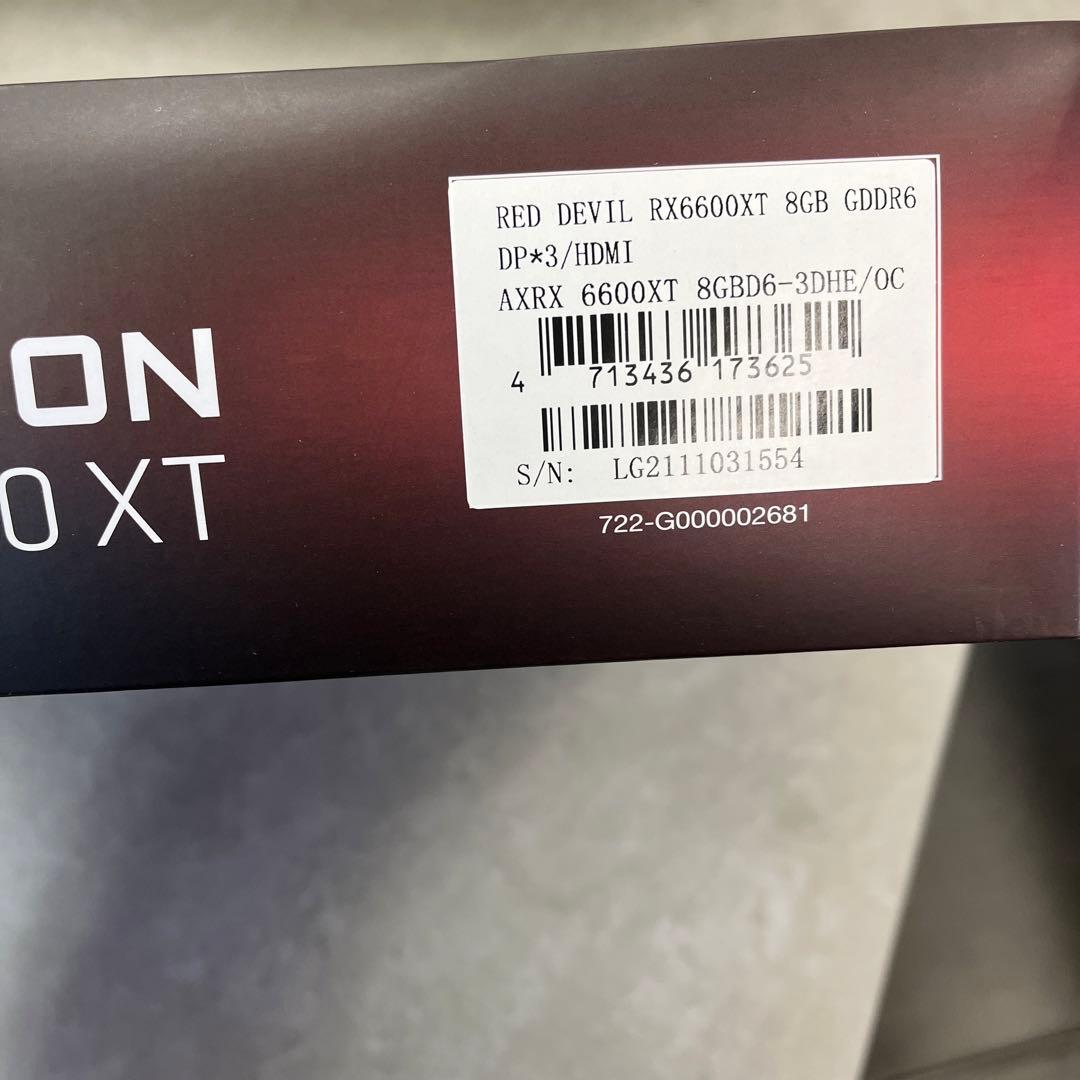 ON
0 XT
RED DEVIL RX6600XT 8GB GDDR6
DP*3/HDMI
AXRX 6600XT 8GBD6-3DHE/OC
4 713436 173625
S/N: LG2111031554
722-G000002681